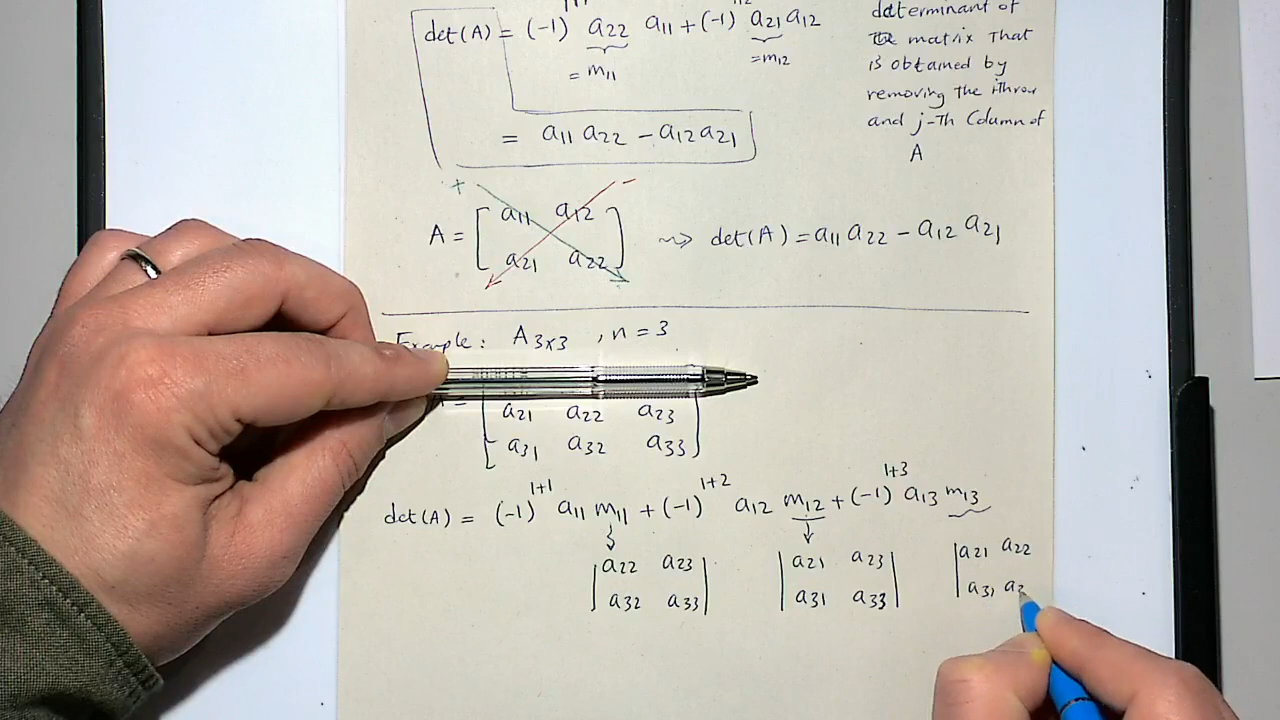 det(A) = (-1) a22 a11 + (-1) a21 a12
= m11
= m12
determinant of
the matrix that
is obtained by
removing the ith row
and j-th Column of
A
= a11 a22 - a12 a21
+ -
A = [ a11 a12
a21 a22 ] ⇝ det(A) = a11 a22 - a12 a21
Example: A3×3 , n = 3
= [ a21 a22 a23
a31 a32 a33 ]
det(A) = (-1)^1+1 a11 m11 + (-1)^1+2 a12 m12 + (-1)^1+3 a13 m13
| a22 a23 | | a21 a23 | | a21 a22
| a32 a33 | | a31 a33 | | a31 a3